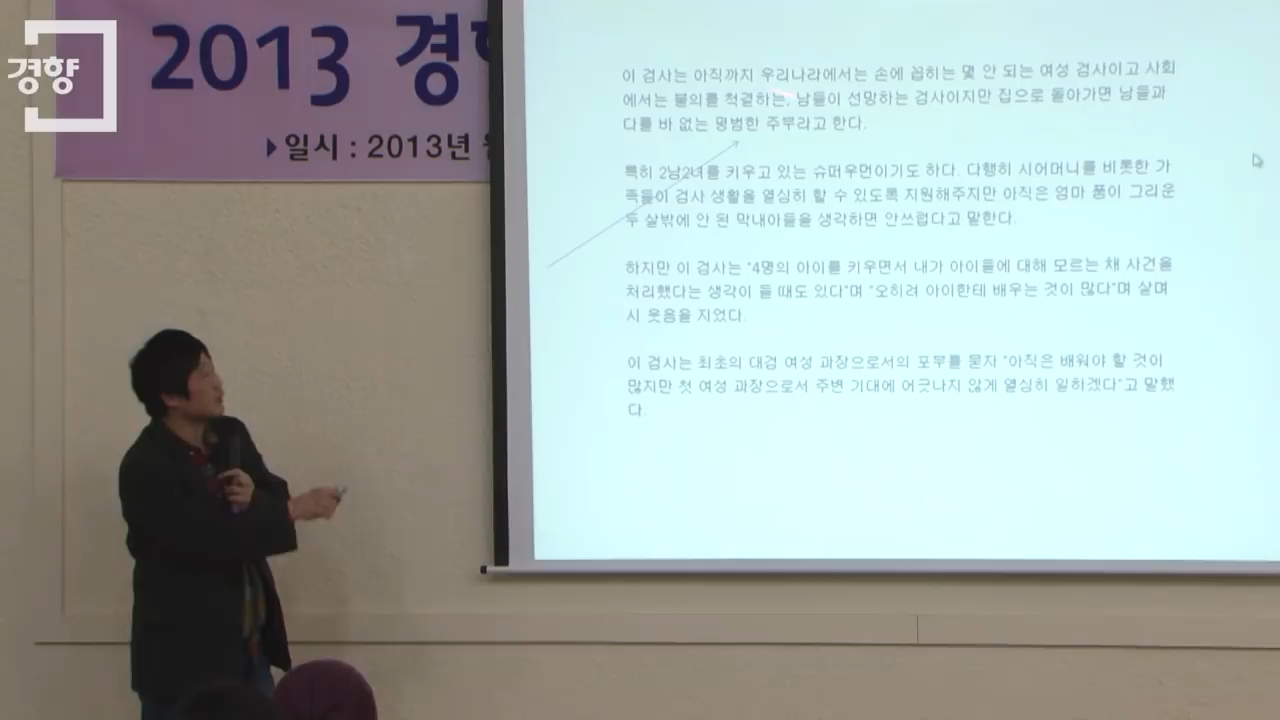 경향
2013 경향
▶일시 : 2013년
이 검사는 아직까지 우리나라에서는 손에 꼽히는 몇 안 되는 여성 검사이고 사회
에서는 불의를 척결하는, 남들이 선망하는 검사이지만 집으로 돌아가면 남들과
다를 바 없는 평범한 주부라고 한다.
특히 2남2녀를 키우고 있는 슈퍼우먼이기도 하다. 다행히 시어머니를 비롯한 가
족들이 검사 생활을 열심히 할 수 있도록 지원해주지만 아직은 엄마 품이 그리운
두 살밖에 안 된 막내아들을 생각하면 안쓰럽다고 말한다.
하지만 이 검사는 "4명의 아이를 키우면서 내가 아이들에 대해 모르는 채 사건을
처리했다는 생각이 들 때도 있다"며 "오히려 아이한테 배우는 것이 많다"며 살며
시 웃음을 지었다.
이 검사는 최초의 대검 여성 과장으로서의 포부를 묻자 "아직은 배워야 할 것이
많지만 첫 여성 과장으로서 주변 기대에 어긋나지 않게 열심히 일하겠다"고 말했
다.